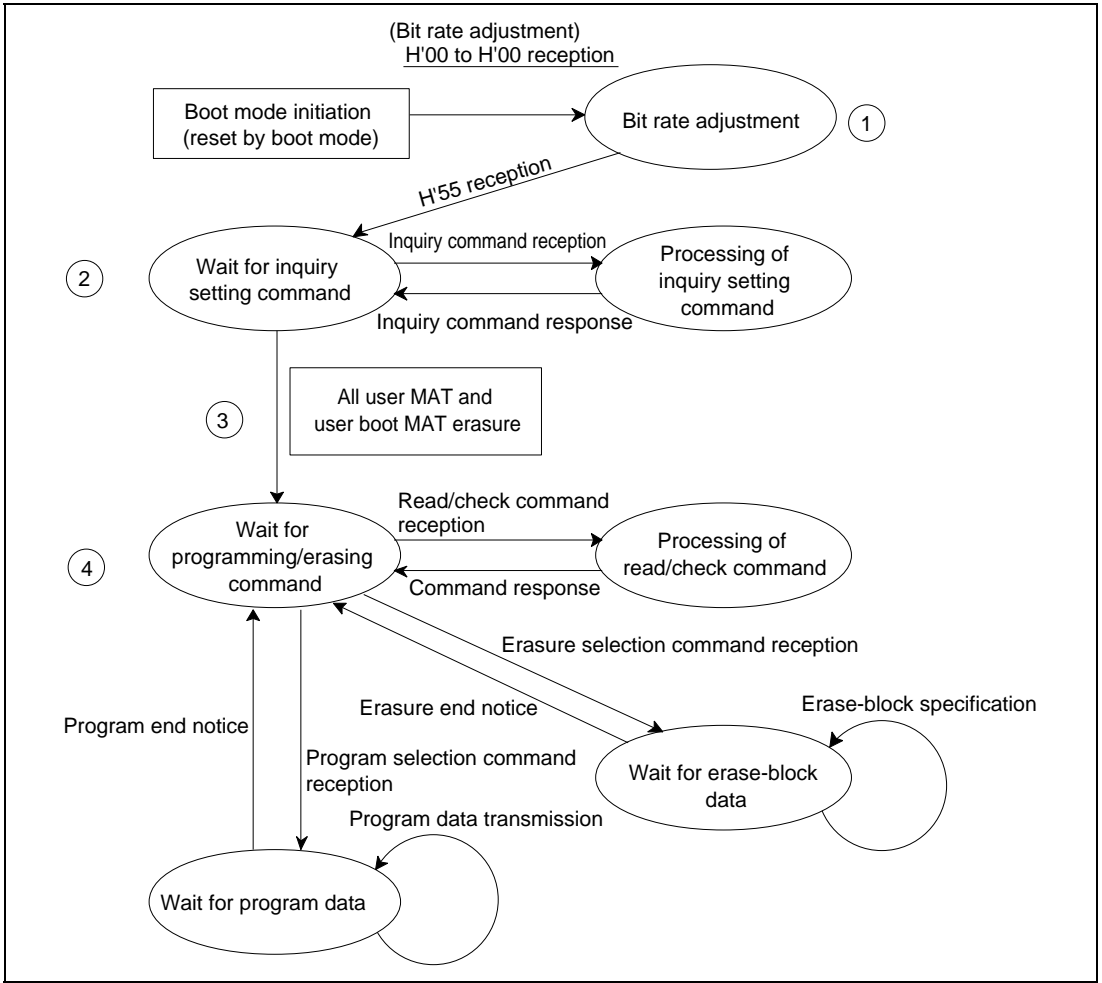 (Bit rate adjustment)
H'00 to H'00 reception
Boot mode initiation
(reset by boot mode)
Bit rate adjustment
1
H'55 reception
2
Wait for inquiry
setting command
Inquiry command reception
Inquiry command response
Processing of
inquiry setting
command
3
All user MAT and
user boot MAT erasure
4
Wait for
programming/erasing
command
Read/check command
reception
Command response
Processing of
read/check command
Erasure selection command reception
Erasure end notice
Program end notice
Program selection command
reception
Erase-block specification
Wait for erase-block
data
Program data transmission
Wait for program data